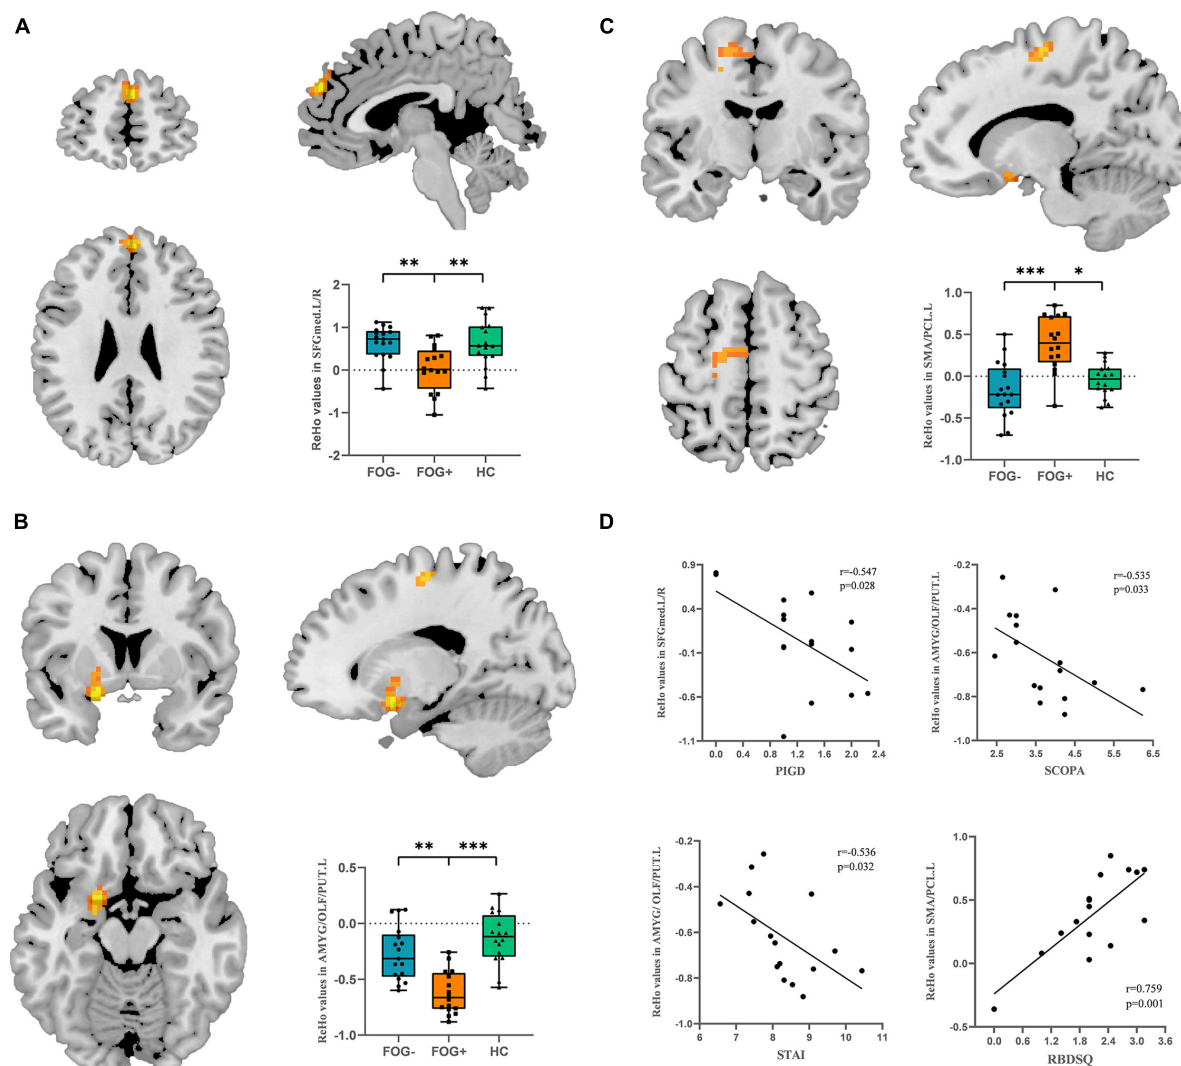 A
ReHo values in SFGmed.L/R
2
1
0
-1
-2
** **
FOG- FOG+ HC
B
ReHo values in AMYG/OLF/PUT.L
0.5
0.0
-0.5
-1.0
** ***
FOG- FOG+ HC
C
ReHo values in SMA/PCL.L
1.0
0.5
0.0
-0.5
-1.0
*** *
FOG- FOG+ HC
D
ReHo values in SFGmed.L/R
0.9
0.4
-0.1
-0.6
-1.1
r=-0.547
p=0.028
0.0 0.4 0.8 1.2 1.6 2.0 2.4
PIGD
ReHo values in AMYG/OLF/PUT.L
-0.2
-0.4
-0.6
-0.8
-1.0
r=-0.535
p=0.033
2.5 3.5 4.5 5.5 6.5
SCOPA
ReHo values in AMYG/ OLF/PUT.L
-0.2
-0.4
-0.6
-0.8
-1.0
r=-0.536
p=0.032
6 7 8 9 10 11
STAI
ReHo values in SMA/PCL.L
1.0
0.5
0.0
-0.5
r=0.759
p=0.001
0.0 0.6 1.2 1.8 2.4 3.0 3.6
RBDSQ